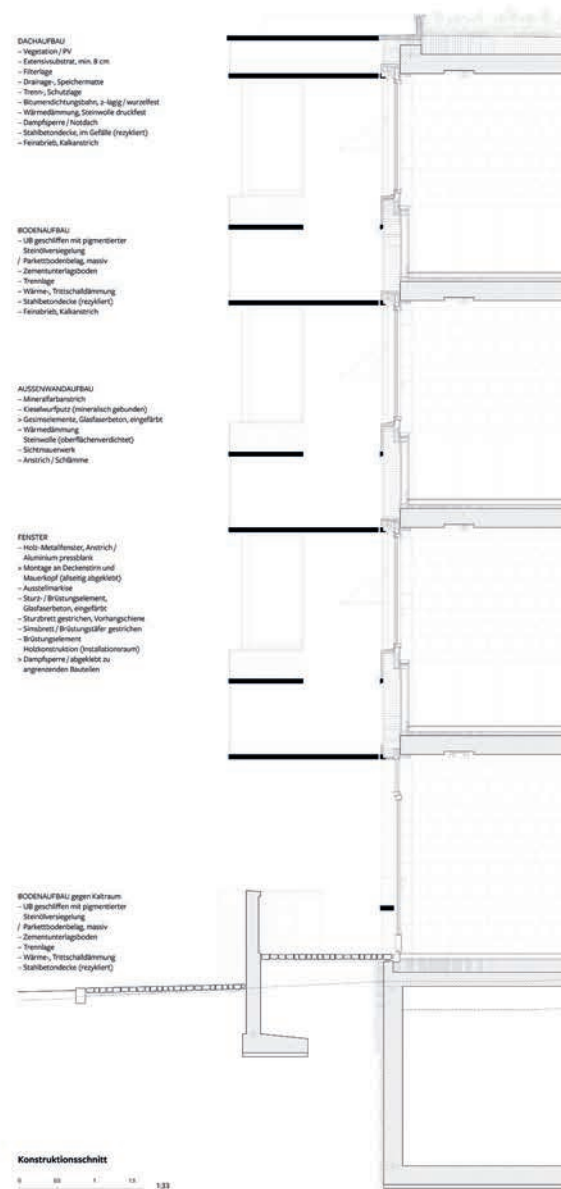 DACHAUFBAU
– Vegetation / PV
– Extensivsubstrat, min. 8 cm
– Filterlage
– Drainage-, Speichermatte
– Trenn-, Schutzlage
– Bitumendichtungsbahn, 2-lagig / wurzelfest
– Wärmedämmung, Steinwolle druckfest
– Dampfsperre / Notdach
– Stahlbetondecke, im Gefälle (rezykliert)
– Feinabrieb, Kalkanstrich
BODENAUFBAU
– UB geschliffen mit pigmentierter
Steinölversiegelung
/ Parkettbodenbelag, massiv
– Zementunterlagsboden
– Trennlage
– Wärme-, Trittschalldämmung
– Stahlbetondecke (rezykliert)
– Feinabrieb, Kalkanstrich
AUSSENWANDAUFBAU
– Mineralfarbanstrich
– Kieselwurfputz (mineralisch gebunden)
> Gesimselemente, Glasfaserbeton, eingefärbt
– Wärmedämmung
Steinwolle (oberflächenverdichtet)
– Sichtmauerwerk
– Anstrich / Schlämme
FENSTER
– Holz-Metallfenster, Anstrich /
Aluminium pressblank
> Montage an Deckenstirn und
Mauerkopf (allseitig abgeklebt)
– Ausstellmarkise
– Sturz- / Brüstungselement,
Glasfaserbeton, eingefärbt
– Sturzbrett gestrichen, Vorhangschiene
– Simsbrett / Brüstungstäfer gestrichen
– Brüstungselement
Holzkonstruktion (Installationsraum)
> Dampfsperre / abgeklebt zu
angrenzenden Bauteilen
BODENAUFBAU gegen Kaltraum
– UB geschliffen mit pigmentierter
Steinölversiegelung
/ Parkettbodenbelag, massiv
– Zementunterlagsboden
– Trennlage
– Wärme-, Trittschalldämmung
– Stahlbetondecke (rezykliert)
Konstruktionsschnitt
0 0.5 1 1.5
1:33